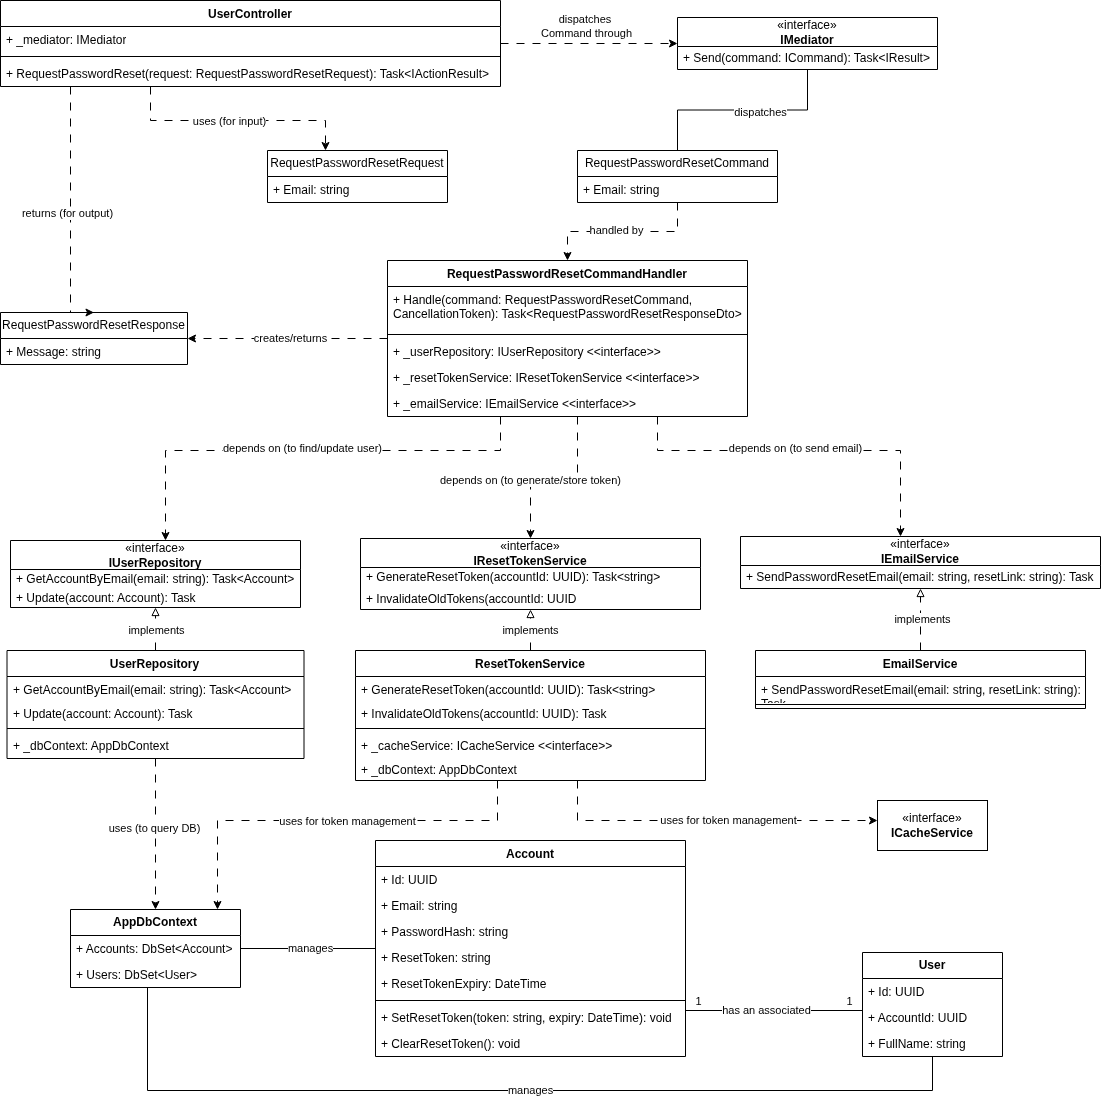 UserController
+ _mediator: IMediator
+ RequestPasswordReset(request: RequestPasswordResetRequest): Task<IActionResult>
dispatches
Command through
«interface»
IMediator
+ Send(command: ICommand): Task<IResult>
dispatches
uses (for input)
RequestPasswordResetRequest
+ Email: string
RequestPasswordResetCommand
+ Email: string
returns (for output)
handled by
RequestPasswordResetCommandHandler
+ Handle(command: RequestPasswordResetCommand,
CancellationToken): Task<RequestPasswordResetResponseDto>
+ _userRepository: IUserRepository <<interface>>
+ _resetTokenService: IResetTokenService <<interface>>
+ _emailService: IEmailService <<interface>>
RequestPasswordResetResponse
+ Message: string
creates/returns
depends on (to find/update user)
depends on (to generate/store token)
depends on (to send email)
«interface»
IUserRepository
+ GetAccountByEmail(email: string): Task<Account>
+ Update(account: Account): Task
«interface»
IResetTokenService
+ GenerateResetToken(accountId: UUID): Task<string>
+ InvalidateOldTokens(accountId: UUID
«interface»
IEmailService
+ SendPasswordResetEmail(email: string, resetLink: string): Task
implements
implements
implements
UserRepository
+ GetAccountByEmail(email: string): Task<Account>
+ Update(account: Account): Task
+ _dbContext: AppDbContext
ResetTokenService
+ GenerateResetToken(accountId: UUID): Task<string>
+ InvalidateOldTokens(accountId: UUID): Task
+ _cacheService: ICacheService <<interface>>
+ _dbContext: AppDbContext
EmailService
+ SendPasswordResetEmail(email: string, resetLink: string):
Task
uses (to query DB)
uses for token management
uses for token management
«interface»
ICacheService
AppDbContext
+ Accounts: DbSet<Account>
+ Users: DbSet<User>
manages
Account
+ Id: UUID
+ Email: string
+ PasswordHash: string
+ ResetToken: string
+ ResetTokenExpiry: DateTime
+ SetResetToken(token: string, expiry: DateTime): void
+ ClearResetToken(): void
1
has an associated
1
User
+ Id: UUID
+ AccountId: UUID
+ FullName: string
manages